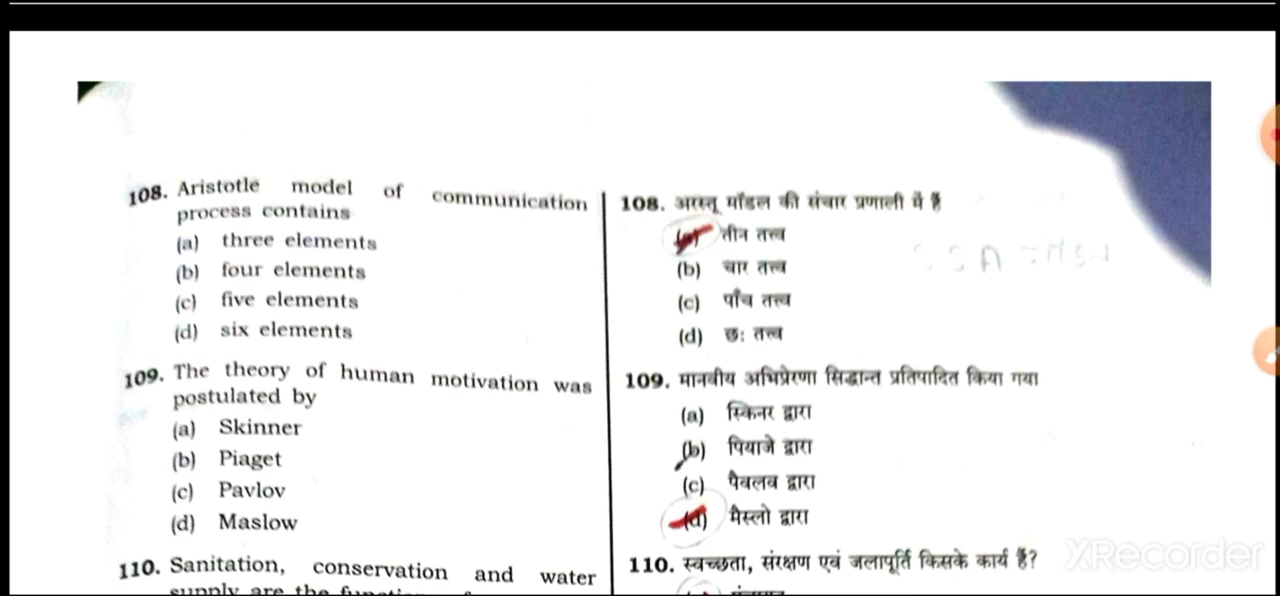 108. Aristotle model of communication
process contains
(a) three elements
(b) four elements
(c) five elements
(d) six elements
109. The theory of human motivation was
postulated by
(a) Skinner
(b) Piaget
(c) Pavlov
(d) Maslow
110. Sanitation, conservation and water
supply are the
108. अरस्तू मॉडल की संचार प्रणाली में हैं
(a) तीन तत्त्व
(b) चार तत्त्व
(c) पाँच तत्त्व
(d) छ: तत्त्व
109. मानवीय अभिप्रेरणा सिद्धान्त प्रतिपादित किया गया
(a) स्किनर द्वारा
(b) पियाजे द्वारा
(c) पैवलव द्वारा
(d) मैस्लो द्वारा
110. स्वच्छता, संरक्षण एवं जलापूर्ति किसके कार्य हैं?
XRecorder